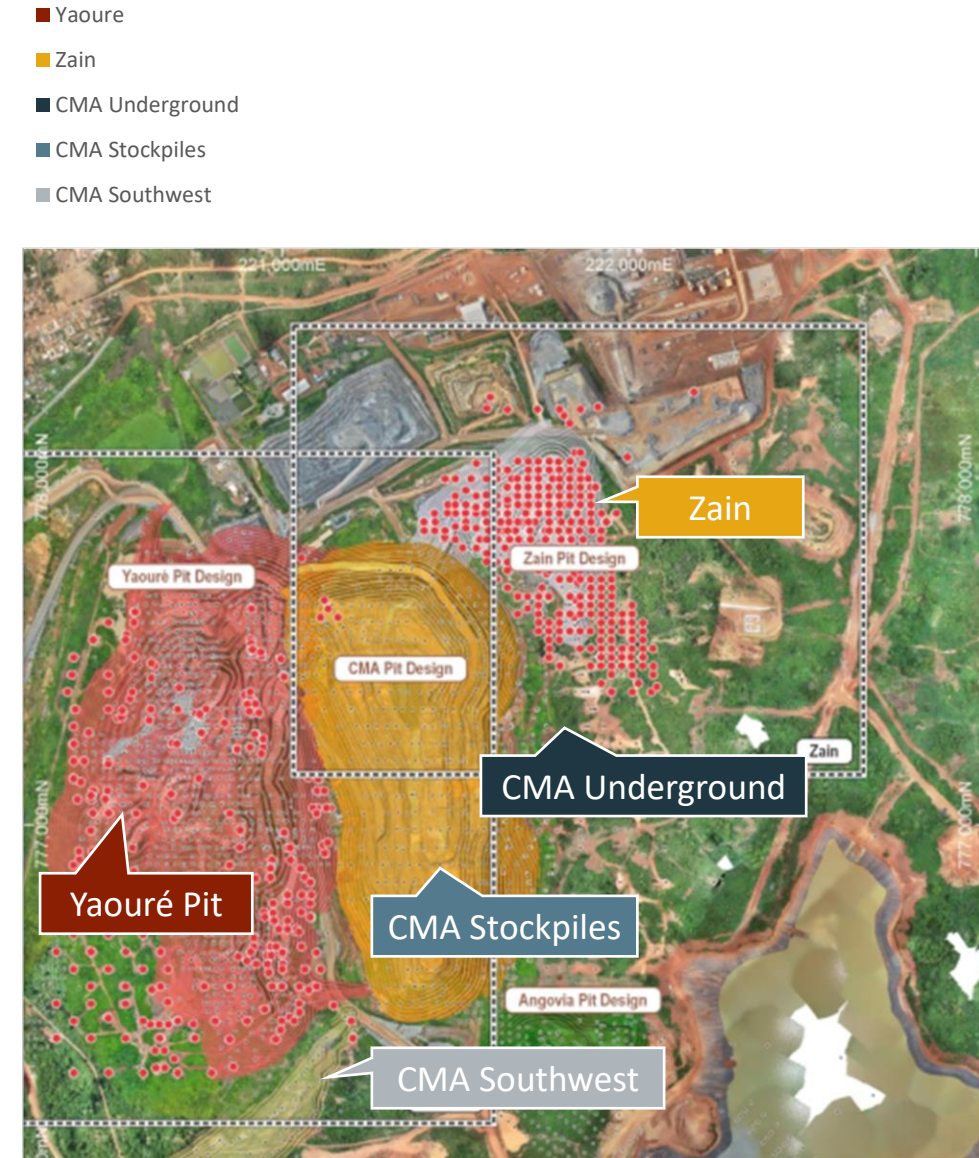 Yaoure
Zain
CMA Underground
CMA Stockpiles
CMA Southwest
221,000mE
222,000mE
778,000mN
778,000mN
Zain
Zain Pit Design
Yaourè Pit Design
CMA Pit Design
Zain
CMA Underground
777,000mN
777,000mN
Yaouré Pit
CMA Stockpiles
Angovia Pit Design
CMA Southwest